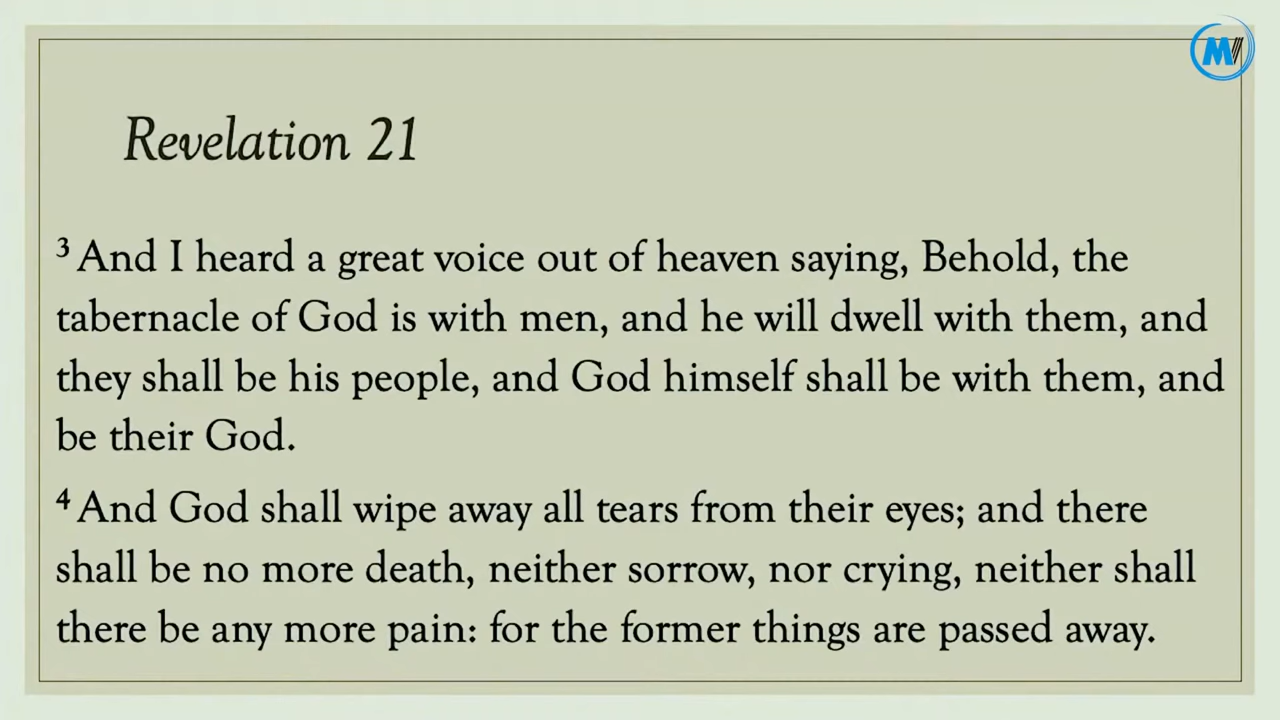 M
Revelation 21
³ And I heard a great voice out of heaven saying, Behold, the
tabernacle of God is with men, and he will dwell with them, and
they shall be his people, and God himself shall be with them, and
be their God.
⁴ And God shall wipe away all tears from their eyes; and there
shall be no more death, neither sorrow, nor crying, neither shall
there be any more pain: for the former things are passed away.